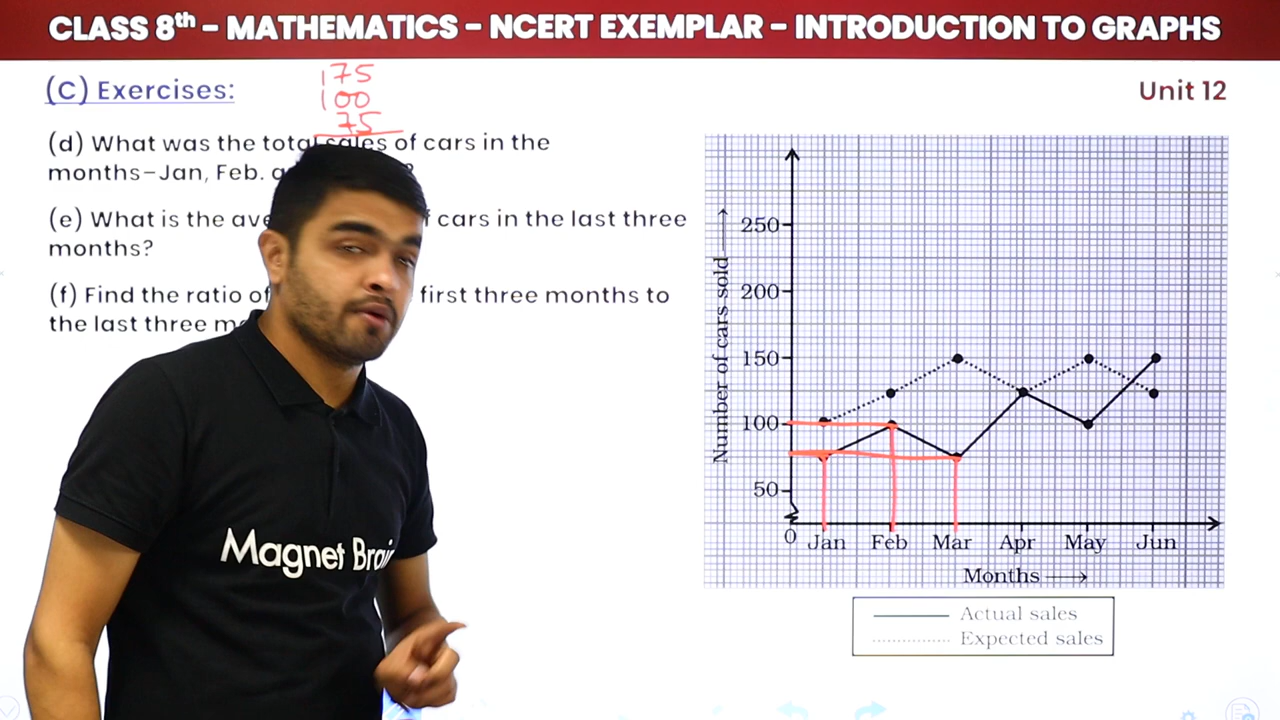 CLASS 8th – MATHEMATICS – NCERT EXEMPLAR – INTRODUCTION TO GRAPHS
(C) Exercises:
Unit 12
175
100
75
(d) What was the total sales of cars in the
months–Jan, Feb. ?
(e) What is the of cars in the last three
months?
(f) Find the ratio of first three months to
the last three
Magnet Brai
Number of cars sold
250
200
150
100
50
0
Jan Feb Mar Apr May Jun
Months
Actual sales
Expected sales